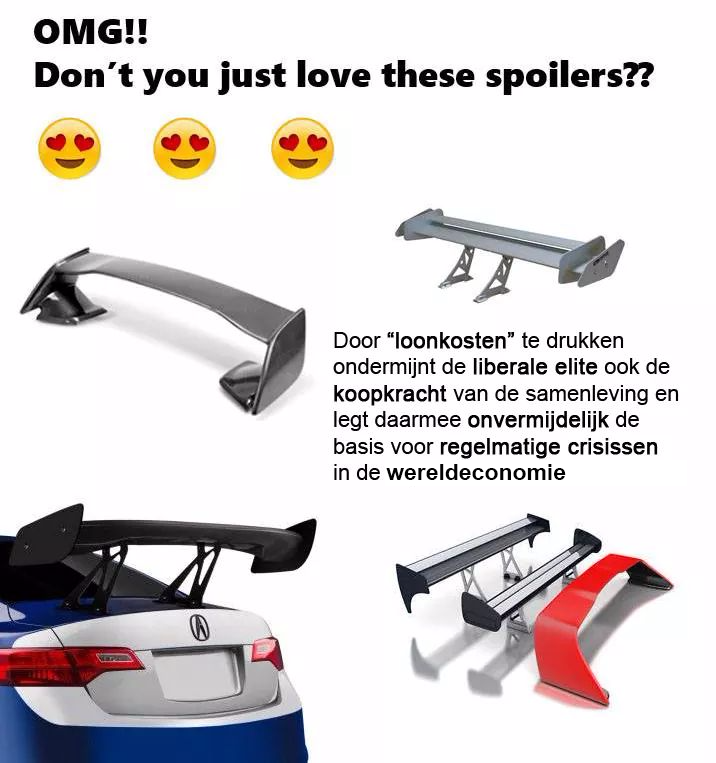 OMG!!
Don't you just love these spoilers??
Door “loonkosten” te drukken
ondermijnt de liberale elite ook de
koopkracht van de samenleving en
legt daarmee onvermijdelijk de
basis voor regelmatige crisissen
in de wereldeconomie